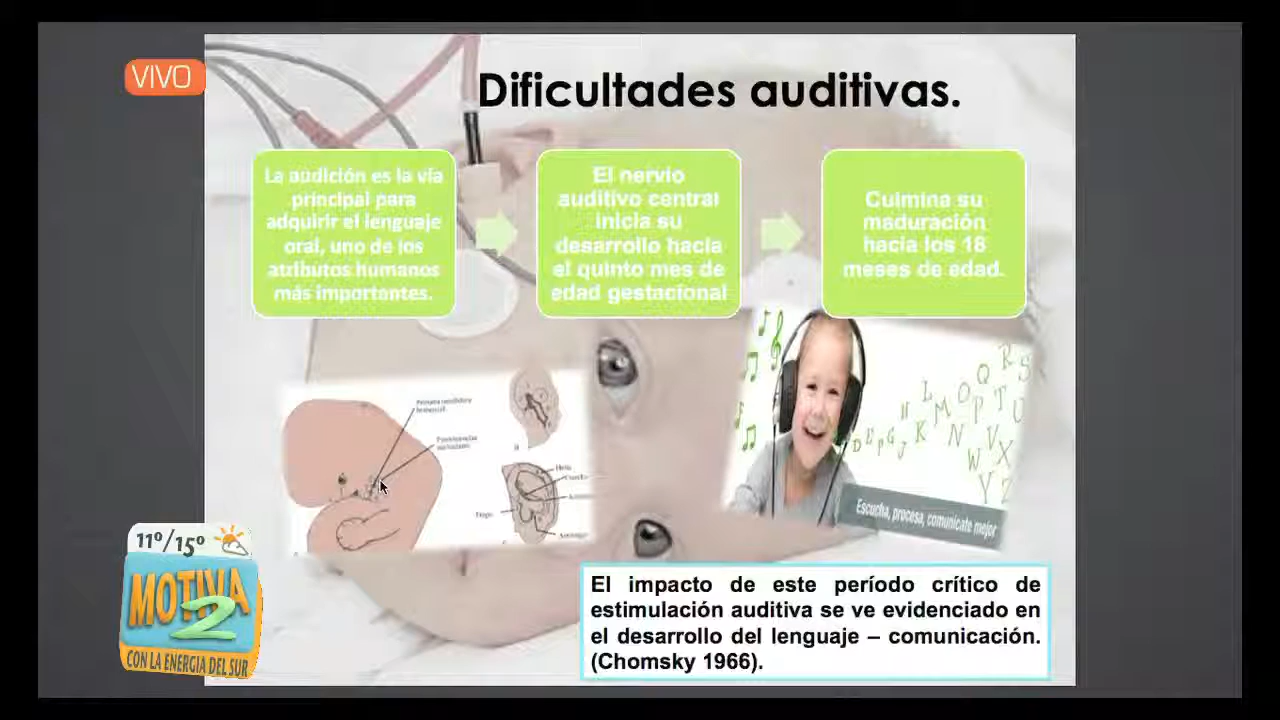 VIVO
Dificultades auditivas.
La audición es la vía
principal para
adquirir el lenguaje
oral, uno de los
atributos humanos
más importantes.
El nervio
auditivo central
inicia su
desarrollo hacia
el quinto mes de
edad gestacional
Culmina su
maduración
hacia los 18
meses de edad.
Escucha, procesa, comunícate mejor
El impacto de este período crítico de
estimulación auditiva se ve evidenciado en
el desarrollo del lenguaje – comunicación.
(Chomsky 1966).
11º/15º
MOTIVA
2
CON LA ENERGIA DEL SUR